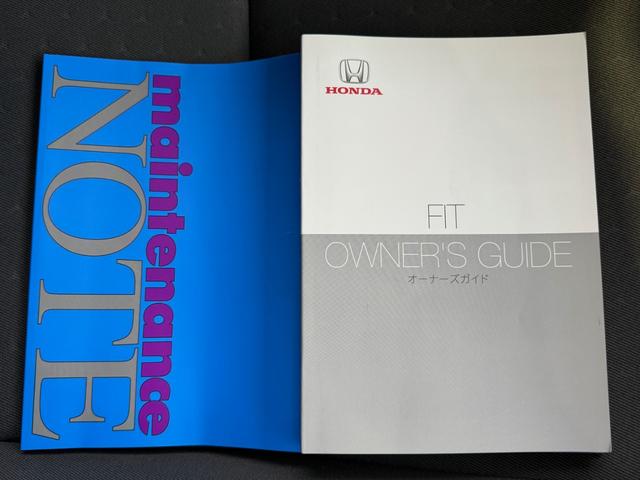 maintenance
NOTE
HONDA
FIT
OWNER'S GUIDE
オーナーズガイド